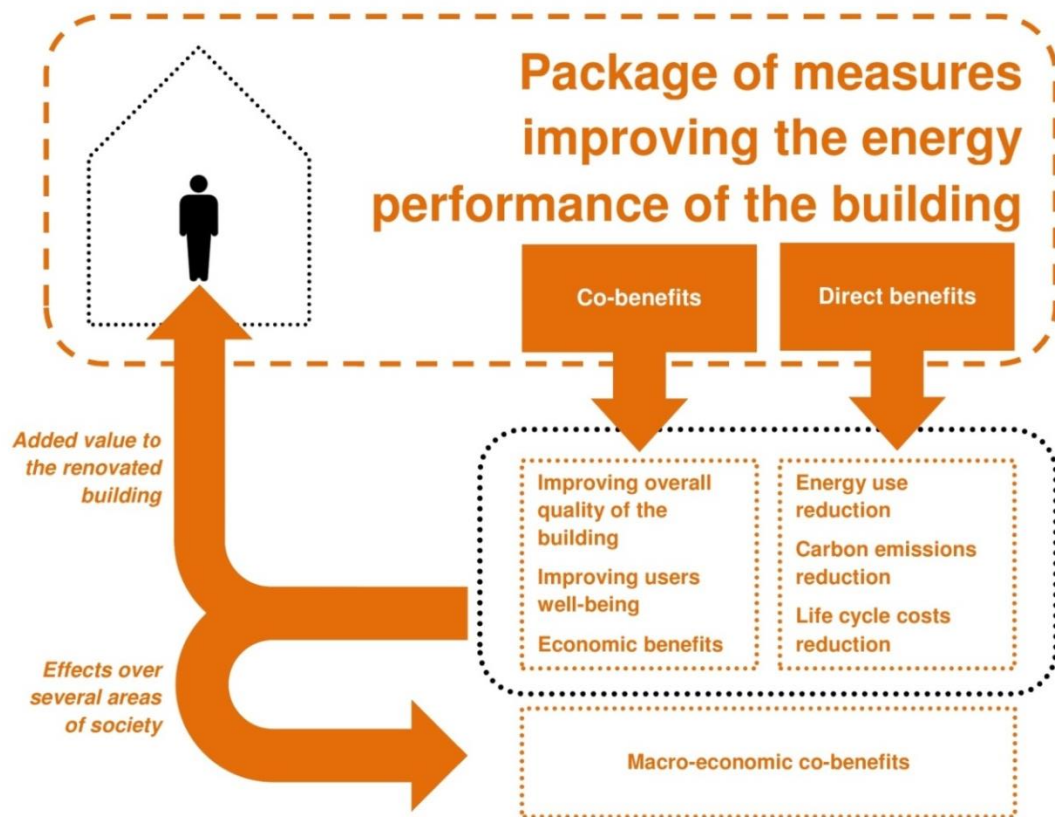 Package of measures
improving the energy
performance of the building
Co-benefits
Direct benefits
Added value to
the renovated
building
Improving overall
quality of the
building
Improving users
well-being
Economic benefits
Energy use
reduction
Carbon emissions
reduction
Life cycle costs
reduction
Effects over
several areas
of society
Macro-economic co-benefits